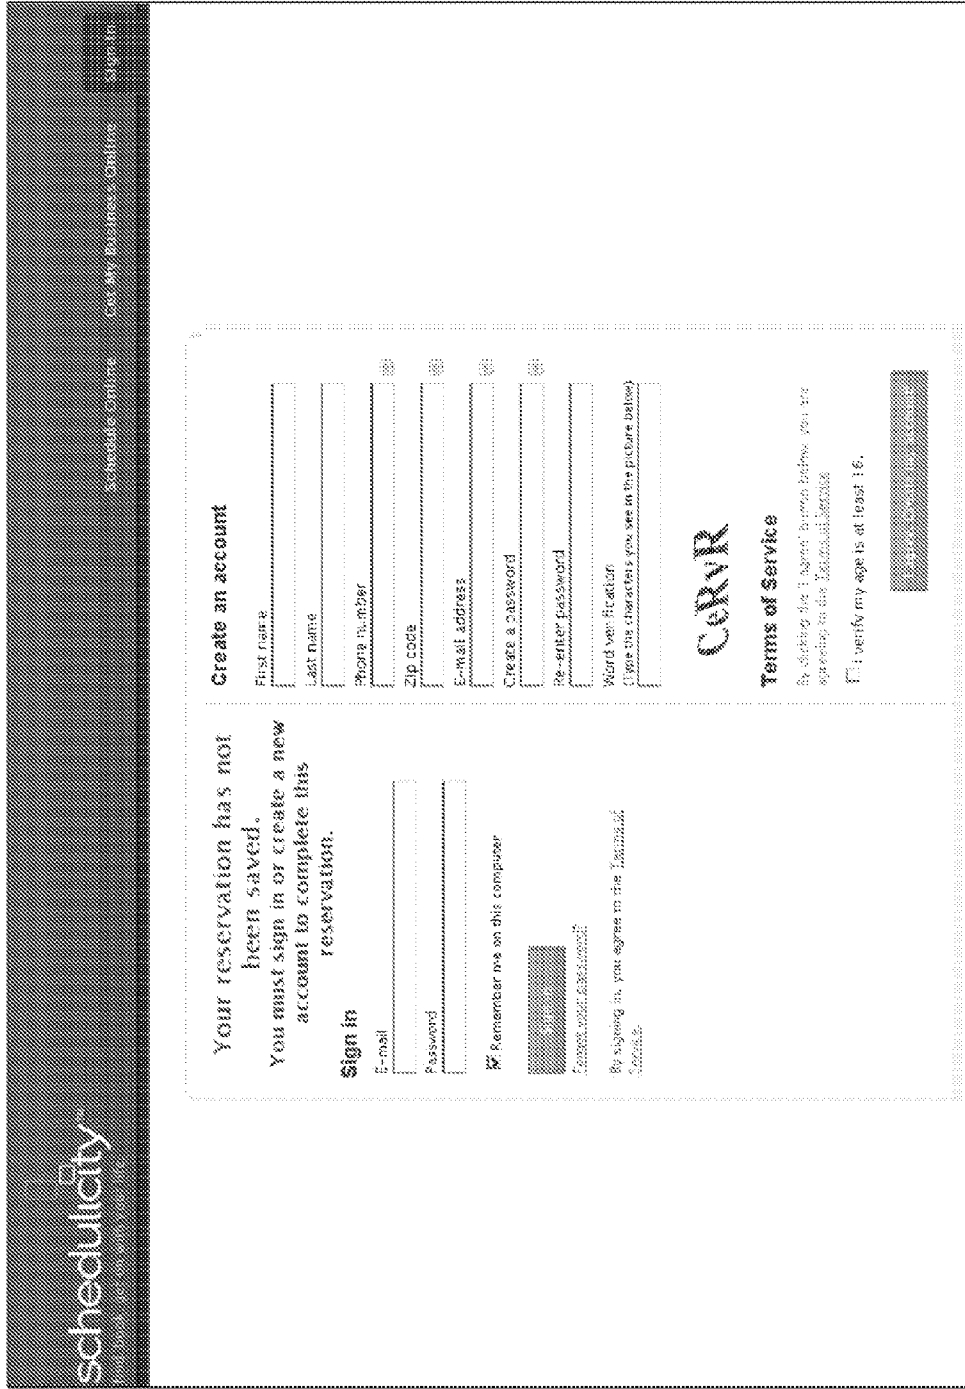 schedulicity™
Schedule Online
Get My Business Online
Sign In
Your reservation has not
been saved.
You must sign in or create a new
account to complete this
reservation.
Sign in
E-mail
Password
Remember me on this computer
Forgot your password?
By signing in, you agree to the Terms of
Service.
Create an account
First name
Last name
Phone number
Zip code
E-mail address
Create a password
Re-enter password
Word verification
(Type the characters you see in the picture below)
CeRvR
Terms of Service
By clicking the 'I agree' button below you are
agreeing to the Terms of Service
I verify my age is at least 16.